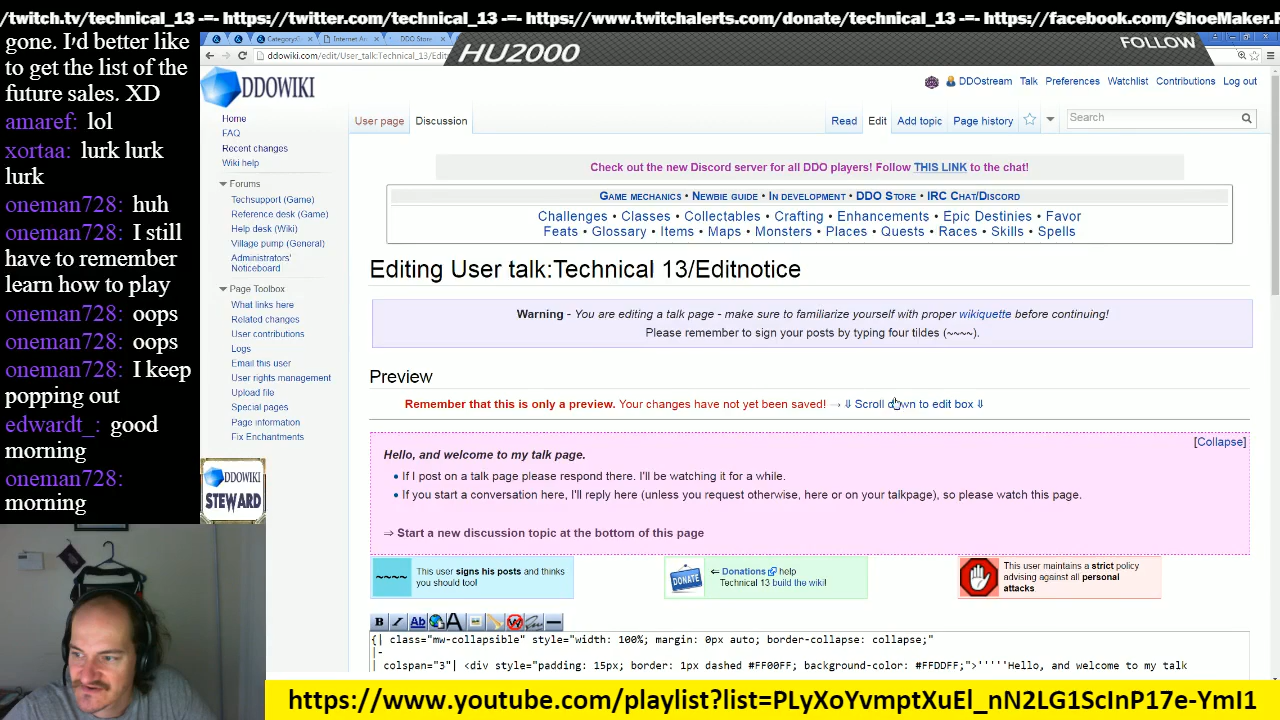 /twitch.tv/technical_13 -=- https://twitter.com/technical_13 -=- https://www.twitchalerts.com/donate/technical_13 -=- https://facebook.com/ShoeMaker.
gone. I'd better like
to get the list of the
future sales. XD
amaref: lol
xortaa: lurk lurk
lurk
oneman728: huh
oneman728: I still
have to remember
learn how to play
oneman728: oops
oneman728: oops
oneman728: I keep
popping out
edwardt_: good
morning
oneman728:
morning
Internet Ar
DDO Store
HU2000
FOLLOW
ddowiki.com/edit/User_talk:Technical_13/Edit
DDOWIKI
DDOstream Talk Preferences Watchlist Contributions Log out
User page Discussion
Read Edit Add topic Page history
Search
Home
FAQ
Recent changes
Wiki help
Forums
Techsupport (Game)
Reference desk (Game)
Help desk (Wiki)
Village pump (General)
Administrators'
Noticeboard
Page Toolbox
What links here
Related changes
User contributions
Logs
Email this user
User rights management
Upload file
Special pages
Page information
Fix Enchantments
DDOWIKI
STEWARD
Check out the new Discord server for all DDO players! Follow THIS LINK to the chat!
Game mechanics • Newbie guide • In development • DDO Store • IRC Chat/Discord
Challenges • Classes • Collectables • Crafting • Enhancements • Epic Destinies • Favor
Feats • Glossary • Items • Maps • Monsters • Places • Quests • Races • Skills • Spells
Editing User talk:Technical 13/Editnotice
Warning - You are editing a talk page - make sure to familiarize yourself with proper wikiquette before continuing!
Please remember to sign your posts by typing four tildes (~~~~).
Preview
Remember that this is only a preview. Your changes have not yet been saved! → ⇓ Scroll down to edit box ⇓
[Collapse]
Hello, and welcome to my talk page.
• If I post on a talk page please respond there. I'll be watching it for a while.
• If you start a conversation here, I'll reply here (unless you request otherwise, here or on your talkpage), so please watch this page.
⇒ Start a new discussion topic at the bottom of this page
~~~~
This user signs his posts and thinks
you should too!
DONATE
⇐ Donations help
Technical 13 build the wiki!
This user maintains a strict policy
advising against all personal
attacks
B I Ab A W
{| class="mw-collapsible" style="width: 100%; margin: 0px auto; border-collapse: collapse;"
|-
| colspan="3"| <div style="padding: 15px; border: 1px dashed #FF00FF; background-color: #FFDDFF;">'''''Hello, and welcome to my talk
https://www.youtube.com/playlist?list=PLyXoYvmptXuEl_nN2LG1ScInP17e-YmI1